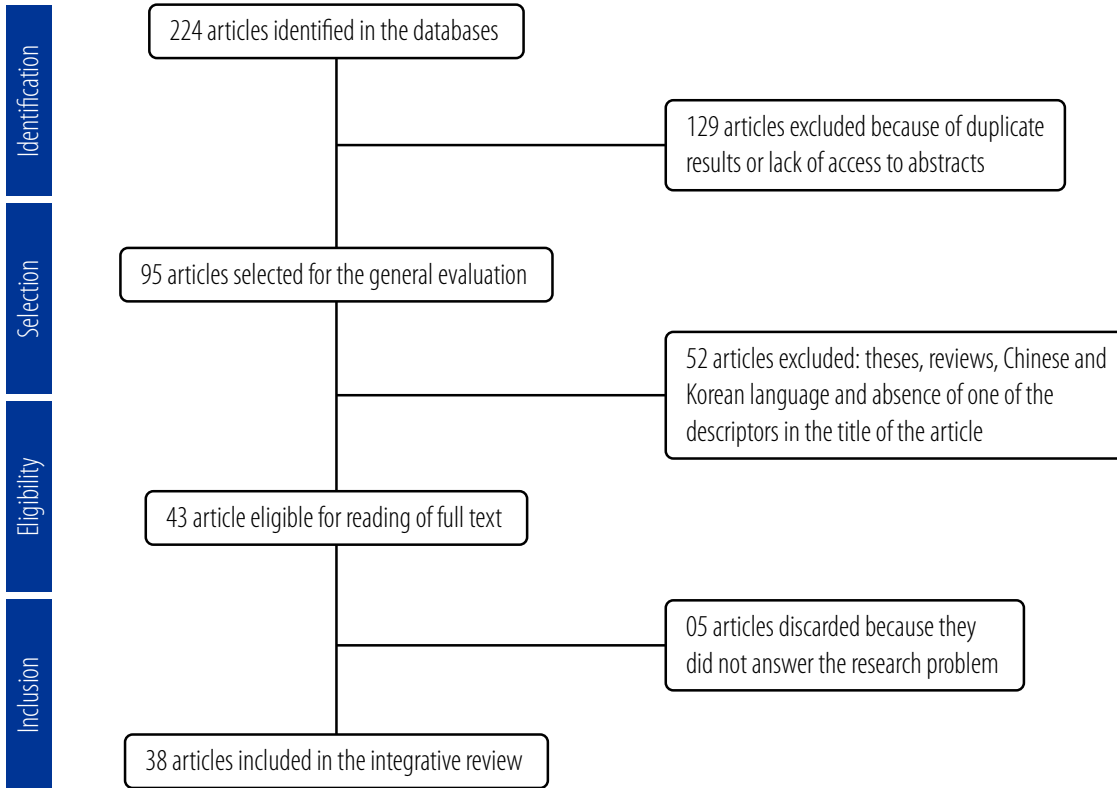 Identification
224 articles identified in the databases
129 articles excluded because of duplicate
results or lack of access to abstracts
Selection
95 articles selected for the general evaluation
52 articles excluded: theses, reviews, Chinese and
Korean language and absence of one of the
descriptors in the title of the article
Eligibility
43 article eligible for reading of full text
05 articles discarded because they
did not answer the research problem
Inclusion
38 articles included in the integrative review